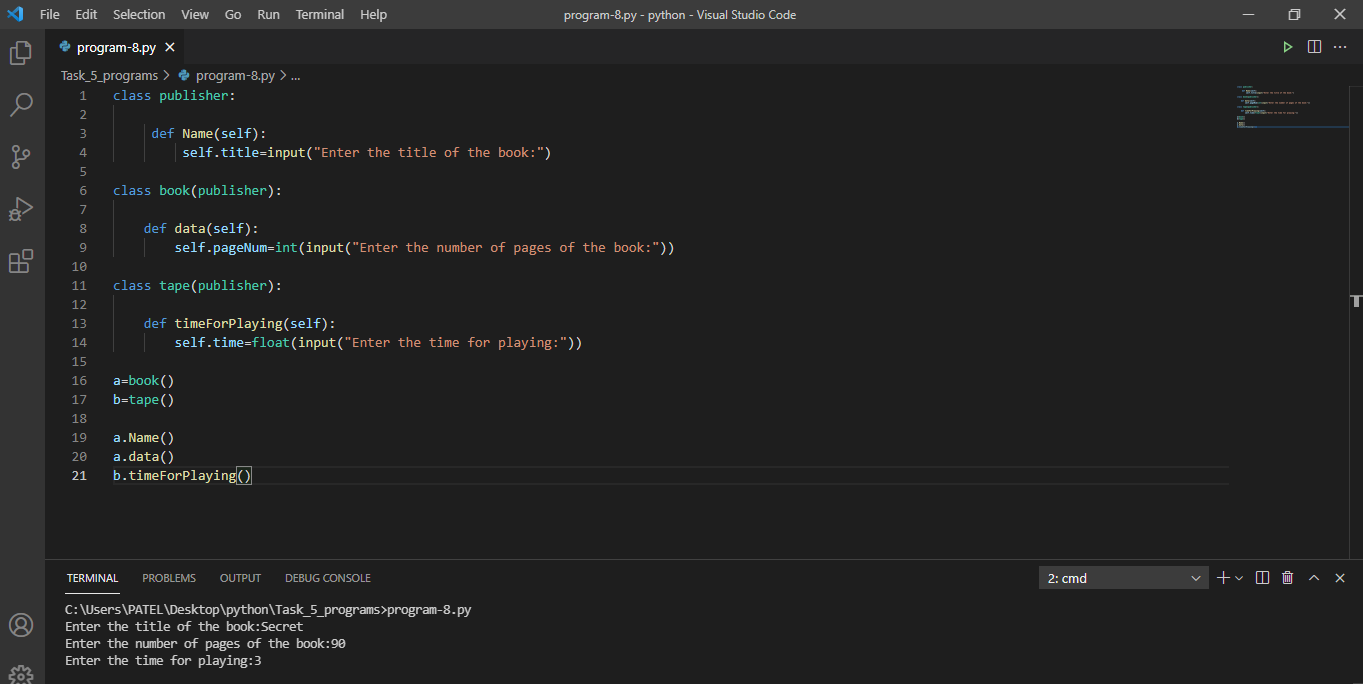 File Edit Selection View Go Run Terminal Help program-8.py - python - Visual Studio Code
program-8.py
Task_5_programs > program-8.py > ...
1 class publisher:
2
3 def Name(self):
4 self.title=input("Enter the title of the book:")
5
6 class book(publisher):
7
8 def data(self):
9 self.pageNum=int(input("Enter the number of pages of the book:"))
10
11 class tape(publisher):
12
13 def timeForPlaying(self):
14 self.time=float(input("Enter the time for playing:"))
15
16 a=book()
17 b=tape()
18
19 a.Name()
20 a.data()
21 b.timeForPlaying()
TERMINAL PROBLEMS OUTPUT DEBUG CONSOLE 2: cmd
C:\Users\PATEL\Desktop\python\Task_5_programs>program-8.py
Enter the title of the book:Secret
Enter the number of pages of the book:90
Enter the time for playing:3